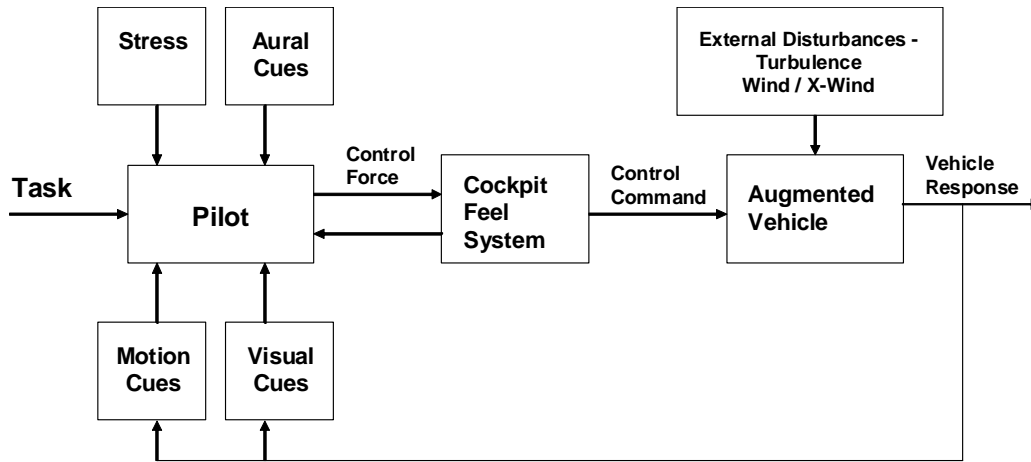 Stress
Aural
Cues
External Disturbances -
Turbulence
Wind / X-Wind
Task
Pilot
Control
Force
Cockpit
Feel
System
Control
Command
Augmented
Vehicle
Vehicle
Response
Motion
Cues
Visual
Cues